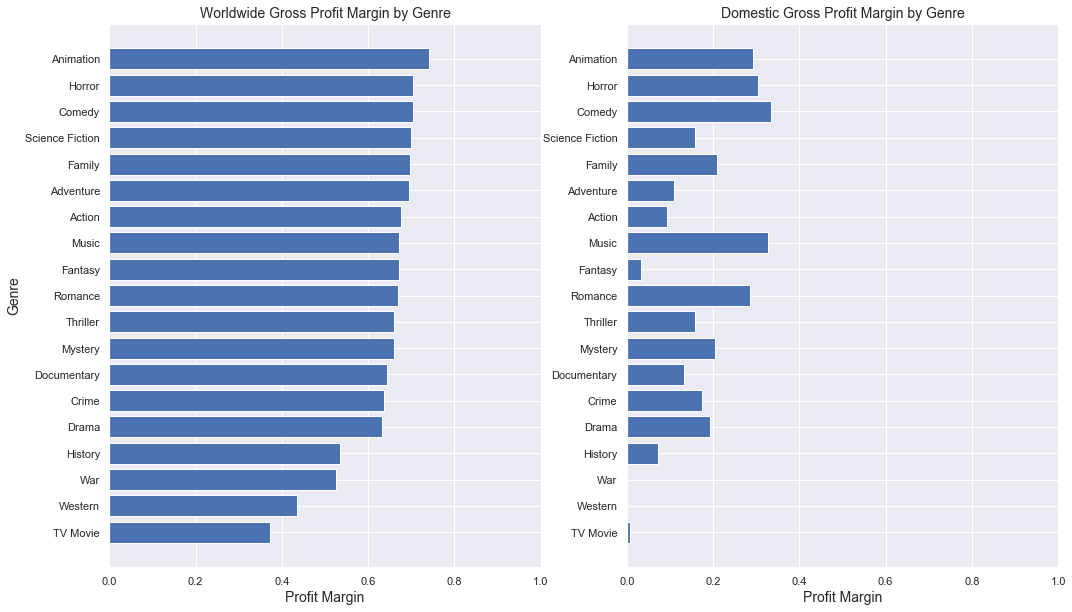 Worldwide Gross Profit Margin by Genre
Genre
Animation
Horror
Comedy
Science Fiction
Family
Adventure
Action
Music
Fantasy
Romance
Thriller
Mystery
Documentary
Crime
Drama
History
War
Western
TV Movie
0.0 0.2 0.4 0.6 0.8 1.0
Profit Margin
Domestic Gross Profit Margin by Genre
Animation
Horror
Comedy
Science Fiction
Family
Adventure
Action
Music
Fantasy
Romance
Thriller
Mystery
Documentary
Crime
Drama
History
War
Western
TV Movie
0.0 0.2 0.4 0.6 0.8 1.0
Profit Margin